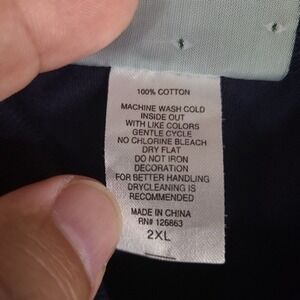 100% COTTON
MACHINE WASH COLD
INSIDE OUT
WITH LIKE COLORS
GENTLE CYCLE
NO CHLORINE BLEACH
DRY FLAT
DO NOT IRON
DECORATION
FOR BETTER HANDLING
DRYCLEANING IS
RECOMMENDED
MADE IN CHINA
RN# 126863
2XL